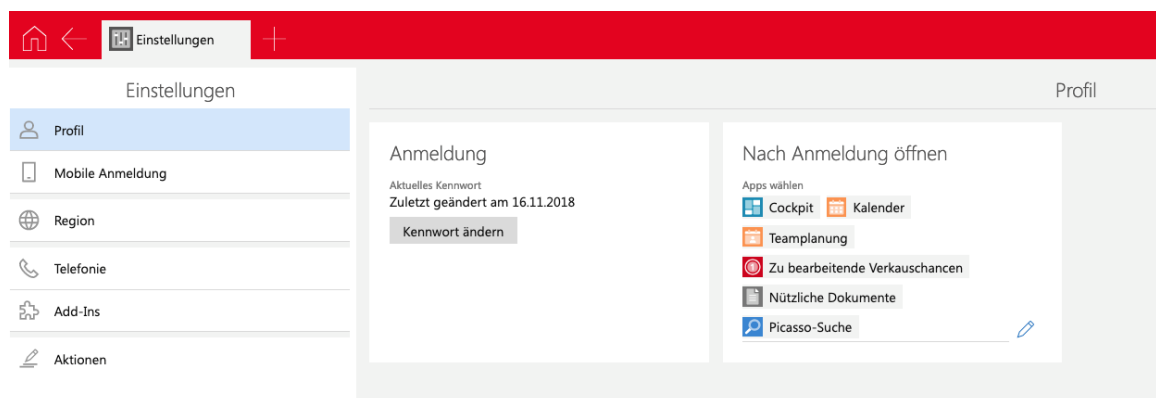 Einstellungen
Einstellungen
Profil
Mobile Anmeldung
Region
Telefonie
Add-Ins
Aktionen
Profil
Anmeldung
Aktuelles Kennwort
Zuletzt geändert am 16.11.2018
Kennwort ändern
Nach Anmeldung öffnen
Apps wählen
Cockpit Kalender
Teamplanung
Zu bearbeitende Verkauschancen
Nützliche Dokumente
Picasso-Suche